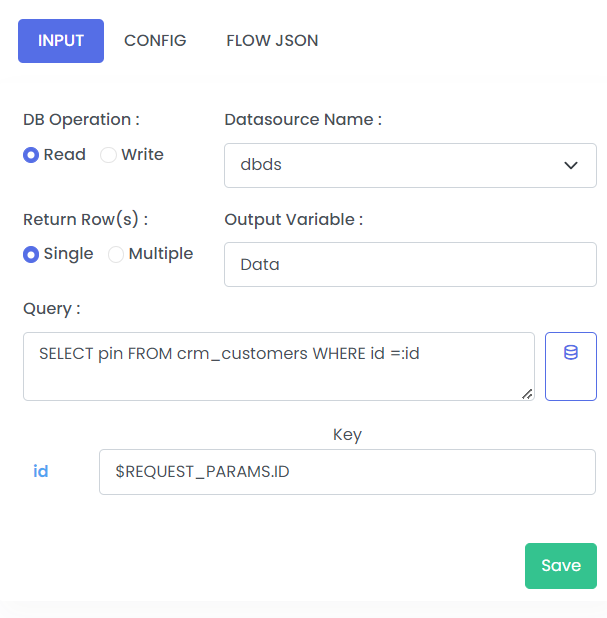 INPUT CONFIG FLOW JSON
DB Operation : Datasource Name :
Read Write dbds
Return Row(s) : Output Variable :
Single Multiple Data
Query :
SELECT pin FROM crm_customers WHERE id =:id
Key
id $REQUEST_PARAMS.ID
Save